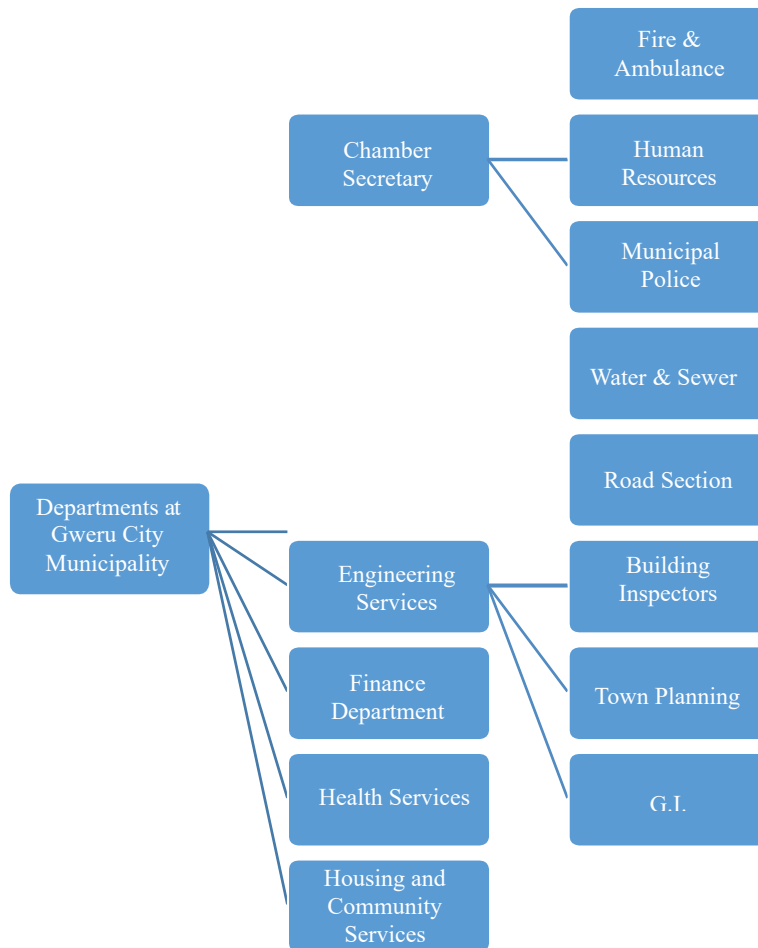 Fire &
Ambulance
Chamber
Secretary
Human
Resources
Municipal
Police
Water & Sewer
Road Section
Departments at
Gweru City
Municipality
Engineering
Services
Building
Inspectors
Finance
Department
Town Planning
Health Services
G.I.
Housing and
Community
Services